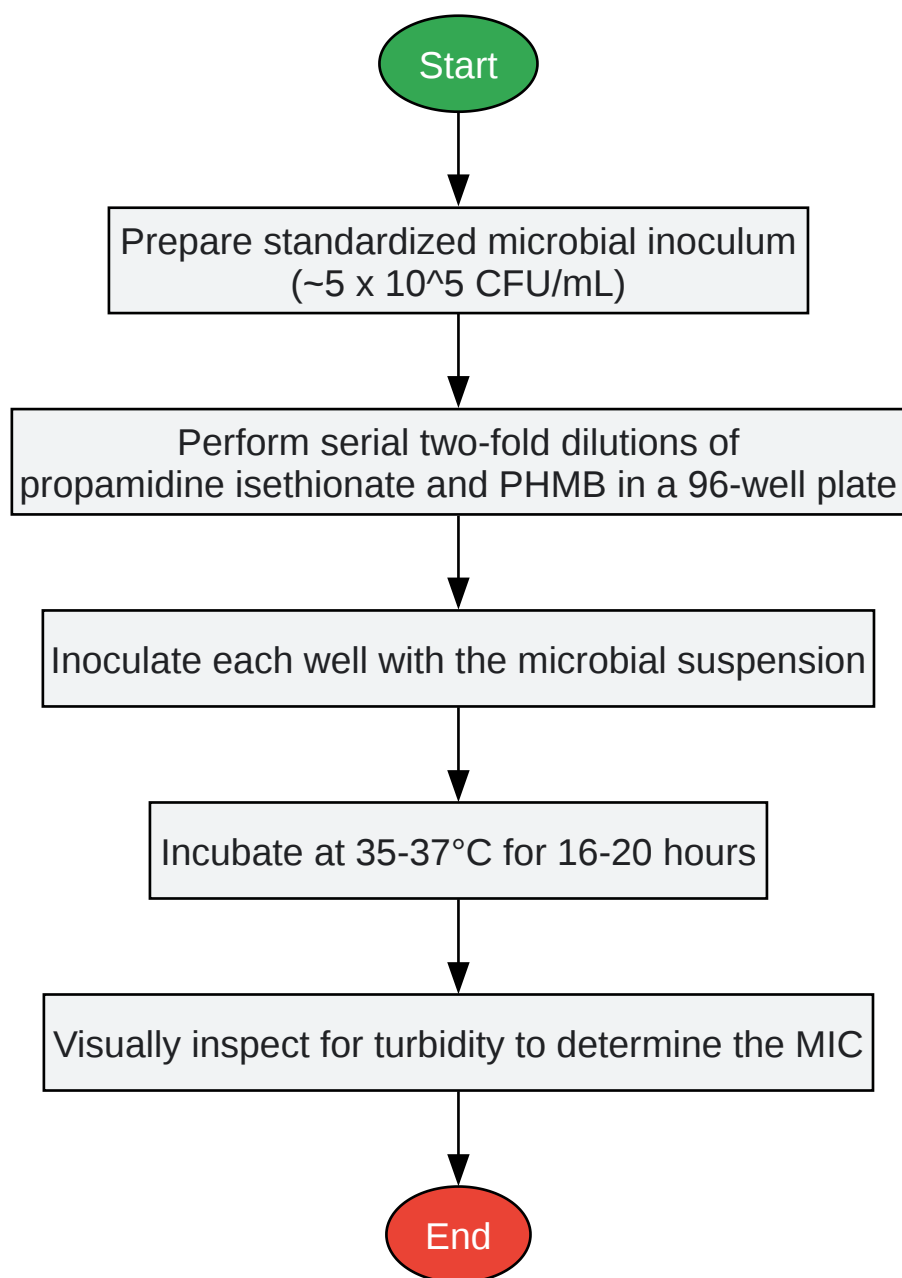 Start
Prepare standardized microbial inoculum
(~5 x 10^5 CFU/mL)
Perform serial two-fold dilutions of
propamidine isethionate and PHMB in a 96-well plate
Inoculate each well with the microbial suspension
Incubate at 35-37°C for 16-20 hours
Visually inspect for turbidity to determine the MIC
End